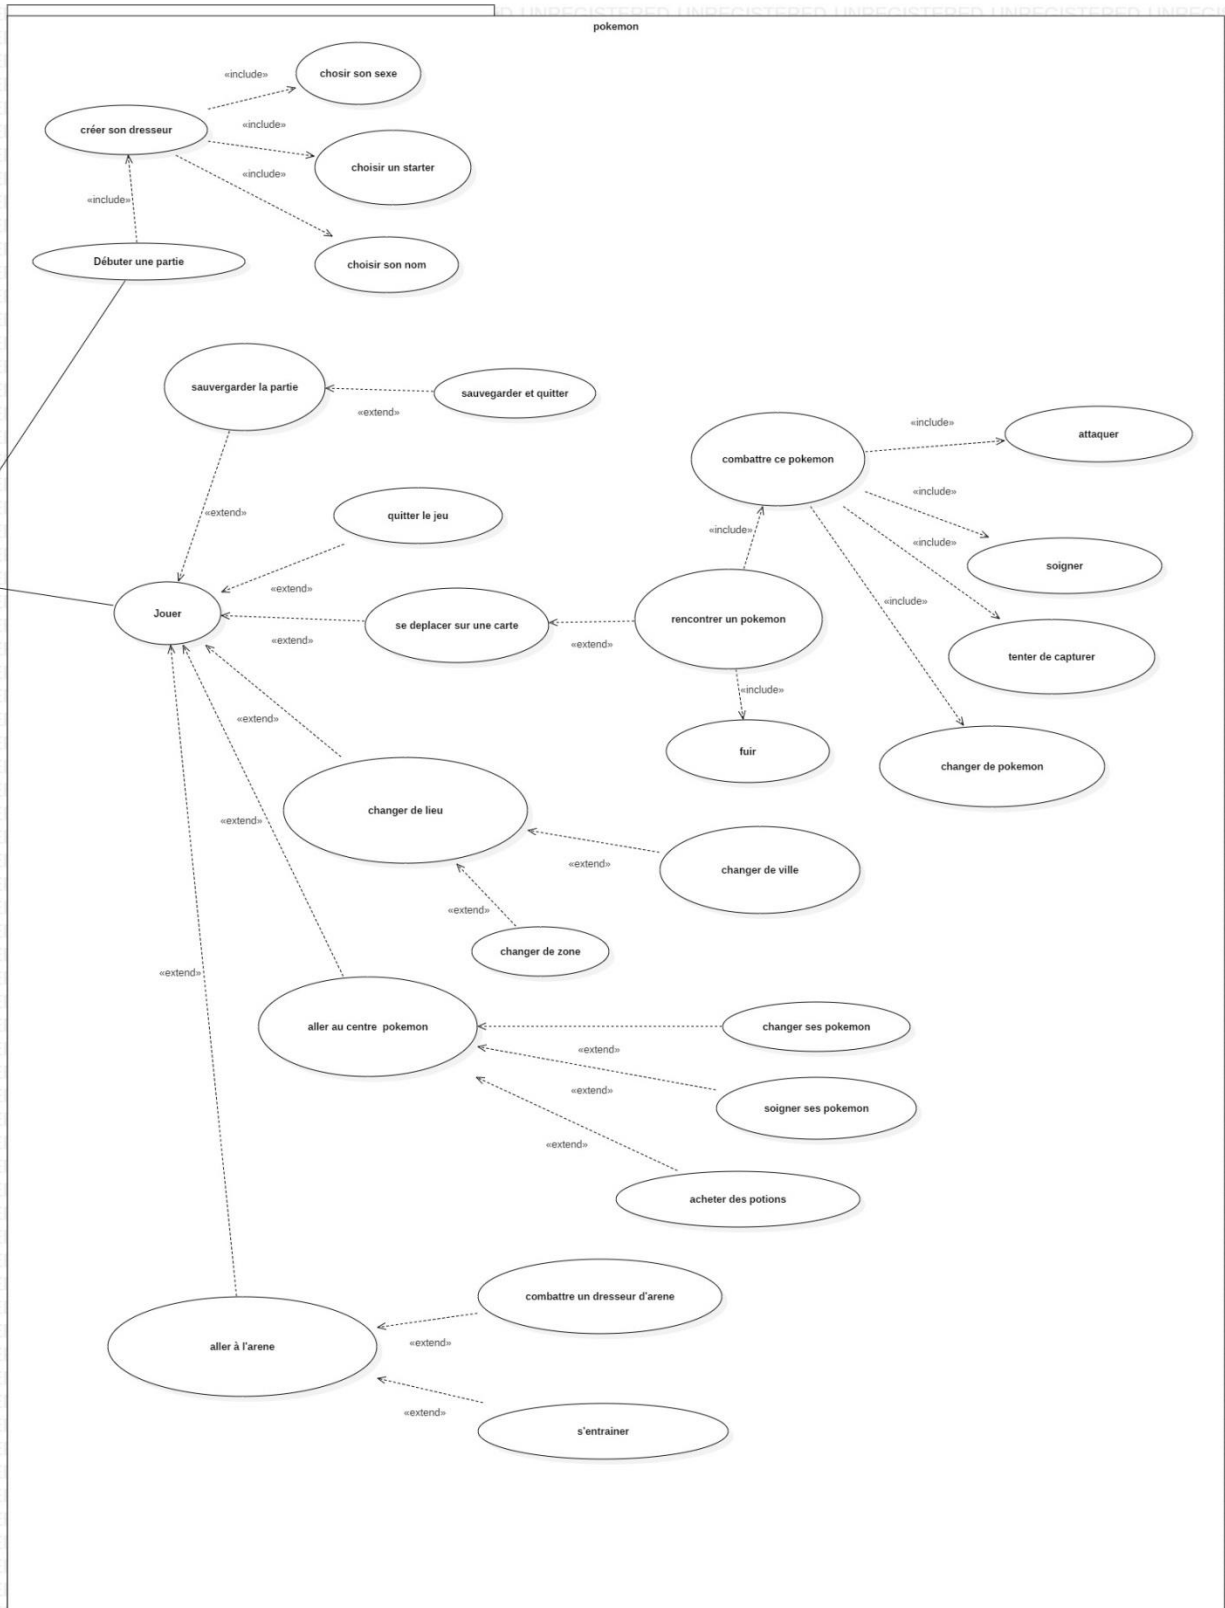 UNREGISTERED UNREGISTERED UNREGISTERED UNREGISTERED
pokemon
«include»
chosir son sexe
créer son dresseur
«include»
choisir un starter
«include»
«include»
Débuter une partie
choisir son nom
sauvergarder la partie
sauvegarder et quitter
«extend»
«include»
attaquer
combattre ce pokemon
«include»
quitter le jeu
«extend»
«include»
«include»
soigner
«extend»
«include»
Jouer
se deplacer sur une carte
rencontrer un pokemon
«extend»
«extend»
tenter de capturer
«include»
«extend»
fuir
changer de pokemon
changer de lieu
«extend»
«extend»
changer de ville
«extend»
changer de zone
«extend»
aller au centre pokemon
changer ses pokemon
«extend»
«extend»
soigner ses pokemon
«extend»
acheter des potions
combattre un dresseur d'arene
aller à l'arene
«extend»
«extend»
s'entrainer